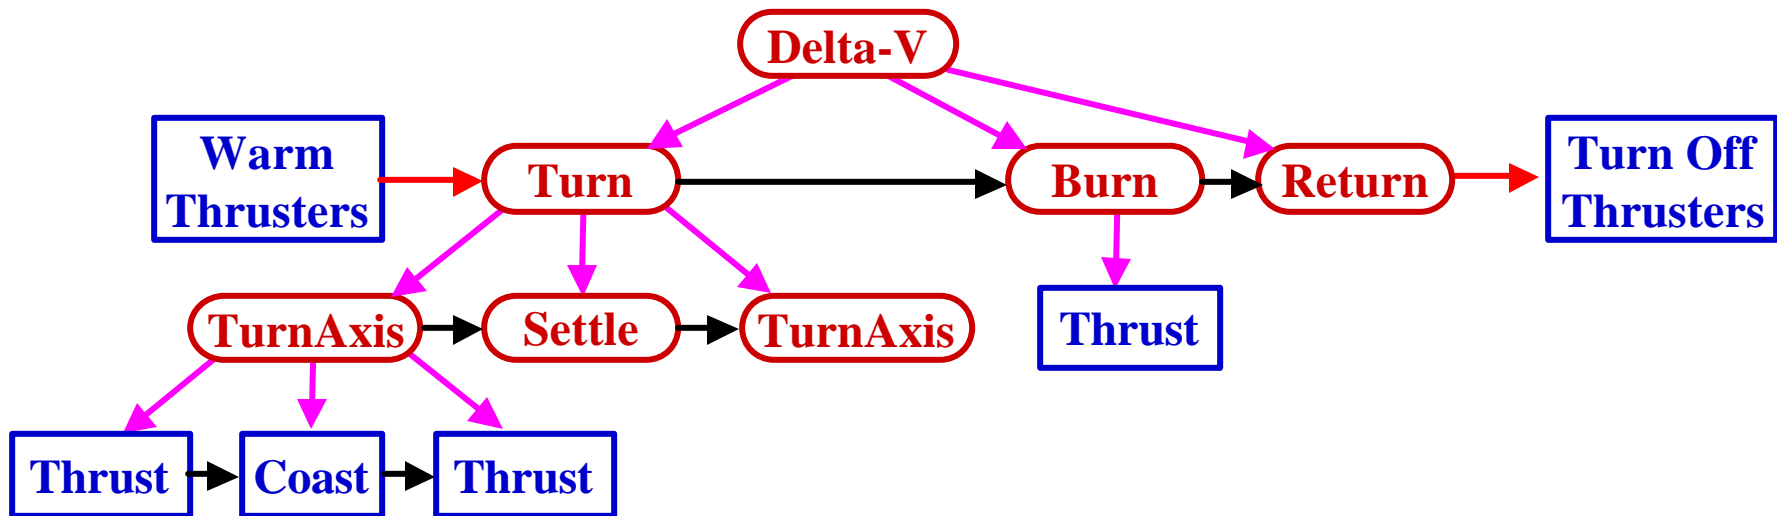 Delta-V
Warm
Thrusters
Turn
Burn
Return
Turn Off
Thrusters
TurnAxis
Settle
TurnAxis
Thrust
Thrust
Coast
Thrust